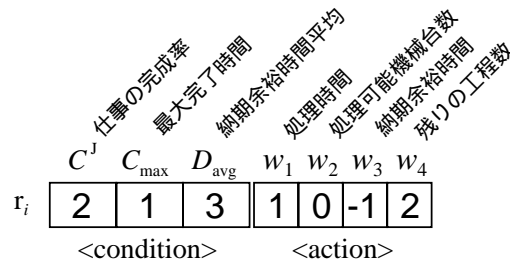 仕事の完成率
最大完了時間
納期余裕時間平均
処理時間
処理可能機械台数
納期余裕時間
残りの工程数
C^J C_max D_avg w_1 w_2 w_3 w_4
r_i 2 1 3 1 0 -1 2
<condition> <action>